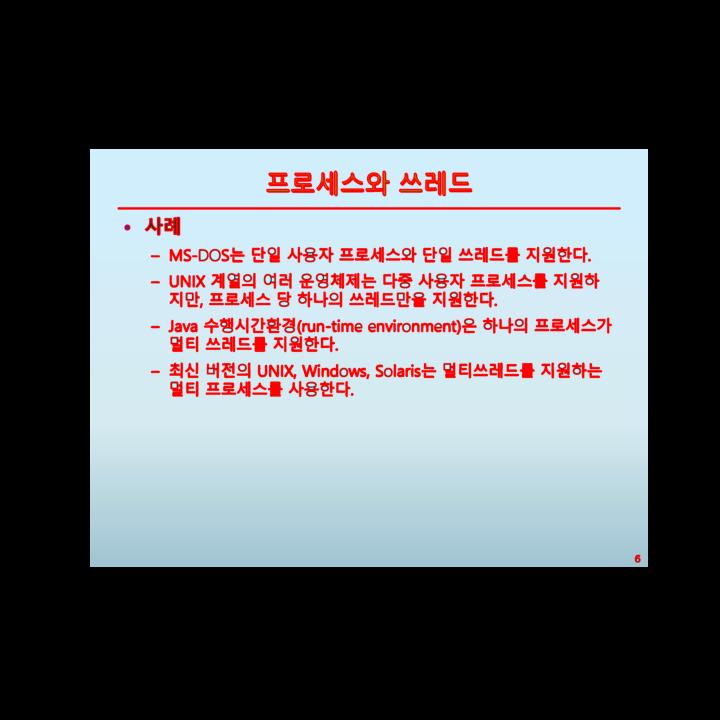 프로세스와 쓰레드
• 사례
– MS-DOS는 단일 사용자 프로세스와 단일 쓰레드를 지원한다.
– UNIX 계열의 여러 운영체제는 다중 사용자 프로세스를 지원하
지만, 프로세스 당 하나의 쓰레드만을 지원한다.
– Java 수행시간환경(run-time environment)은 하나의 프로세스가
멀티 쓰레드를 지원한다.
– 최신 버전의 UNIX, Windows, Solaris는 멀티쓰레드를 지원하는
멀티 프로세스를 사용한다.
6